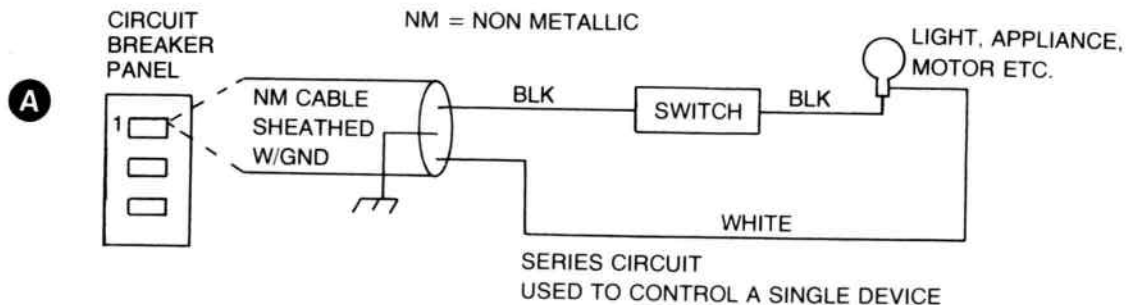 CIRCUIT
BREAKER
PANEL
NM = NON METALLIC
LIGHT, APPLIANCE,
MOTOR ETC.
A
1
NM CABLE
SHEATHED
W/GND
BLK
SWITCH
BLK
WHITE
SERIES CIRCUIT
USED TO CONTROL A SINGLE DEVICE